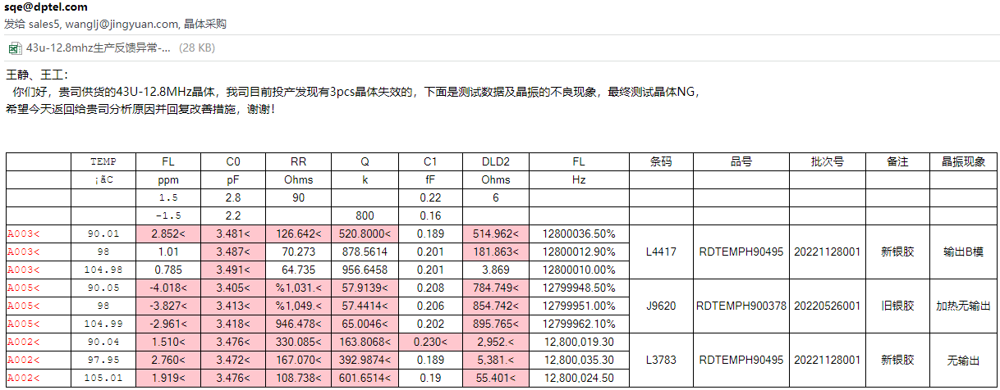 sqe@dptel.com
发给 sales5, wanglj@jingyuan.com, 晶体采购
43u-12.8mhz生产反馈异常-... (28 KB)
王静、王工：
你们好，贵司供货的43U-12.8MHz晶体，我司目前投产发现有3pcs晶体失效的，下面是测试数据及晶振的不良现象，最终测试晶体NG，
希望今天返回给贵司分析原因并回复改善措施，谢谢！
TEMP FL C0 RR Q C1 DLD2 FL 条码 品号 批次号 备注 晶振现象
¡ãC ppm pF Ohms k fF Ohms Hz
1.5 2.8 90 0.22 6
-1.5 2.2 800 0.16
A003< 90.01 2.852< 3.481< 126.642< 520.8000< 0.189 514.962< 12800036.50%
A003< 98 1.01 3.487< 70.273 878.5614 0.201 181.863< 12800012.90% L4417 RDTEMPH90495 20221128001 新银胶 输出B模
A003< 104.98 0.785 3.491< 64.735 956.6458 0.201 3.869 12800010.00%
A005< 90.05 -4.018< 3.405< %1,031.< 57.9139< 0.208 784.749< 12799948.50%
A005< 98 -3.827< 3.413< %1,049.< 57.4414< 0.206 854.742< 12799951.00% J9620 RDTEMPH900378 20220526001 旧银胶 加热无输出
A005< 104.99 -2.961< 3.418< 946.478< 65.0046< 0.202 895.765< 12799962.10%
A002< 90.04 1.510< 3.476< 330.085< 163.8068< 0.230< 2,952.< 12,800,019.30
A002< 97.95 2.760< 3.472< 167.070< 392.9874< 0.189 5,381.< 12,800,035.30 L3783 RDTEMPH90495 20221128001 新银胶 无输出
A002< 105.01 1.919< 3.476< 108.738< 601.6514< 0.19 55.401< 12,800,024.50